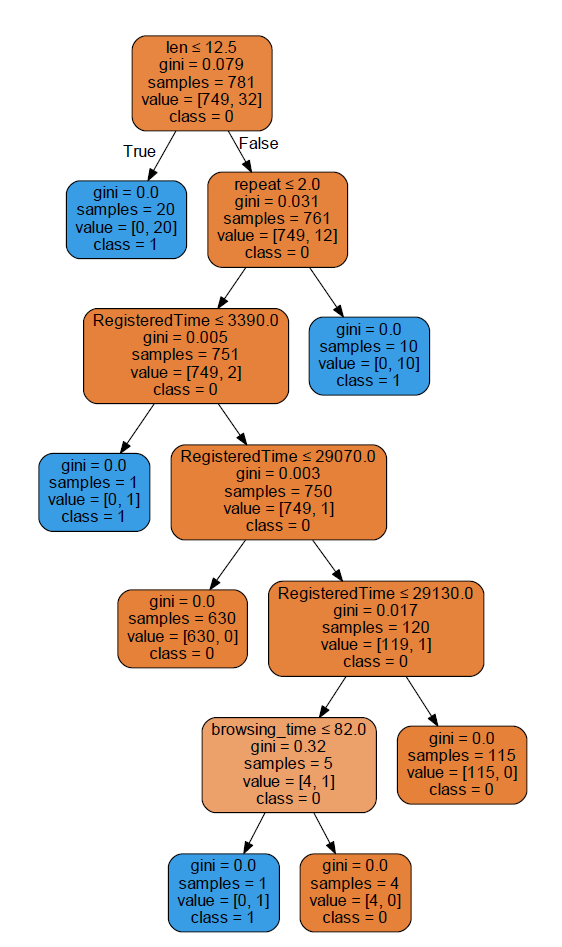 len ≤ 12.5
gini = 0.079
samples = 781
value = [749, 32]
class = 0
True
False
gini = 0.0
samples = 20
value = [0, 20]
class = 1
repeat ≤ 2.0
gini = 0.031
samples = 761
value = [749, 12]
class = 0
RegisteredTime ≤ 3390.0
gini = 0.005
samples = 751
value = [749, 2]
class = 0
gini = 0.0
samples = 10
value = [0, 10]
class = 1
gini = 0.0
samples = 1
value = [0, 1]
class = 1
RegisteredTime ≤ 29070.0
gini = 0.003
samples = 750
value = [749, 1]
class = 0
gini = 0.0
samples = 630
value = [630, 0]
class = 0
RegisteredTime ≤ 29130.0
gini = 0.017
samples = 120
value = [119, 1]
class = 0
browsing_time ≤ 82.0
gini = 0.32
samples = 5
value = [4, 1]
class = 0
gini = 0.0
samples = 115
value = [115, 0]
class = 0
gini = 0.0
samples = 1
value = [0, 1]
class = 1
gini = 0.0
samples = 4
value = [4, 0]
class = 0